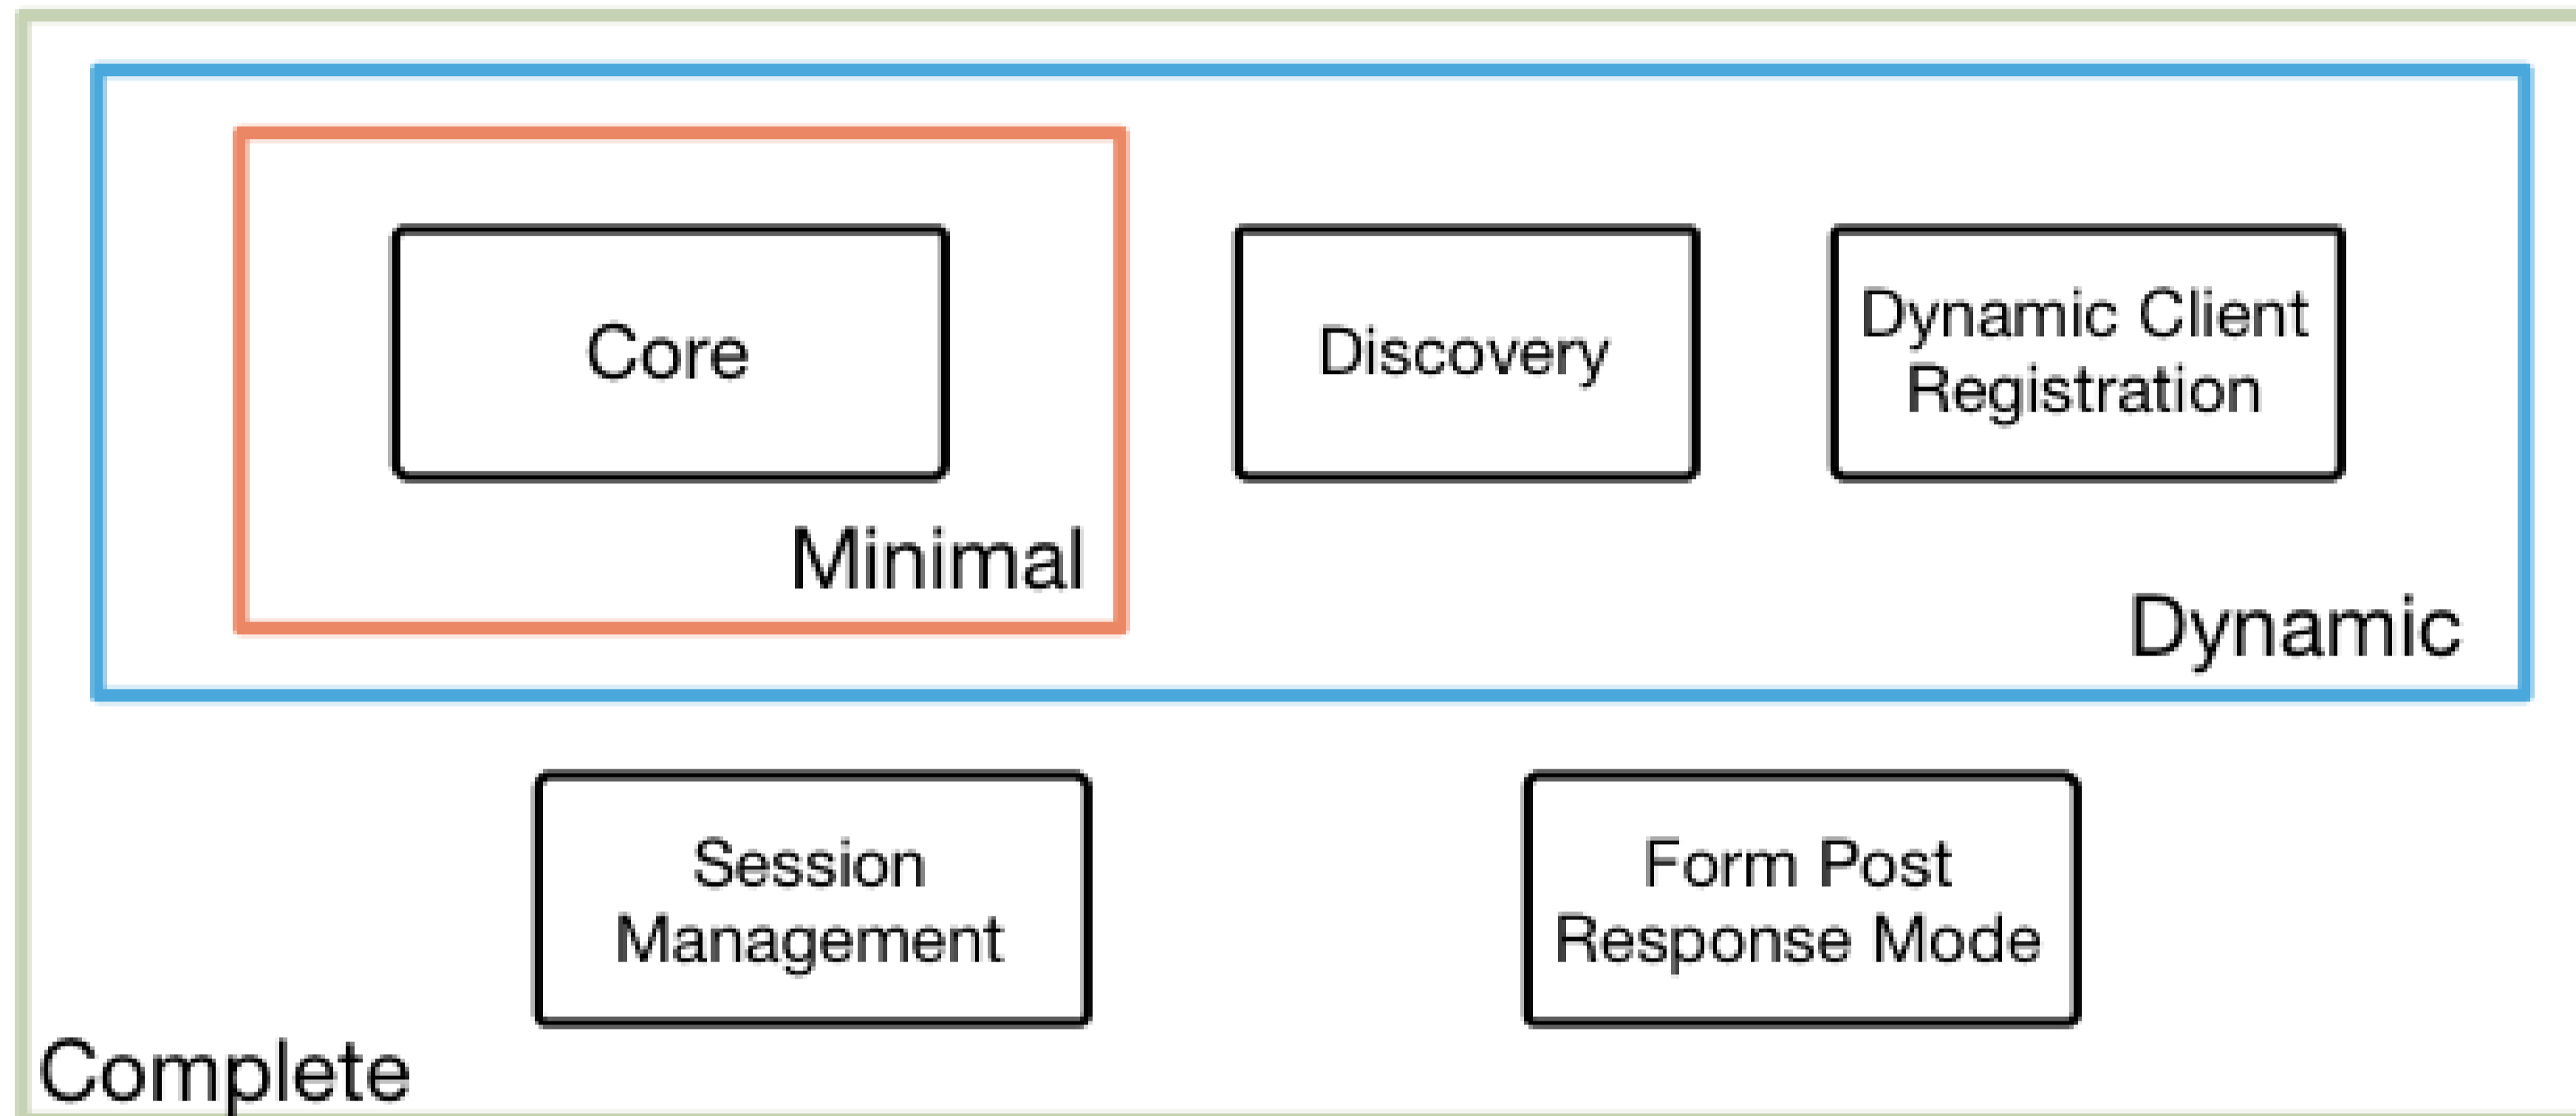 Core
Discovery
Dynamic Client
Registration
Minimal
Dynamic
Session
Management
Form Post
Response Mode
Complete